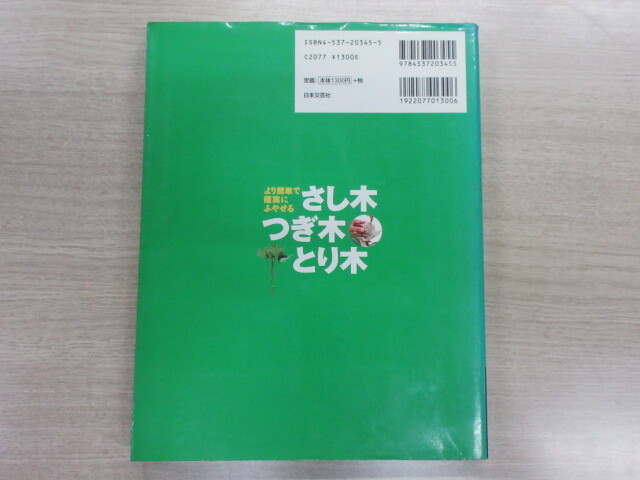 ISBN4-537-20345-5
C2077 ¥1300E
定価：本体1300円＋税
日本文芸社
9784537203455
1922077013006
より簡単で
確実に
ふやせる
さし木
つぎ木
とり木